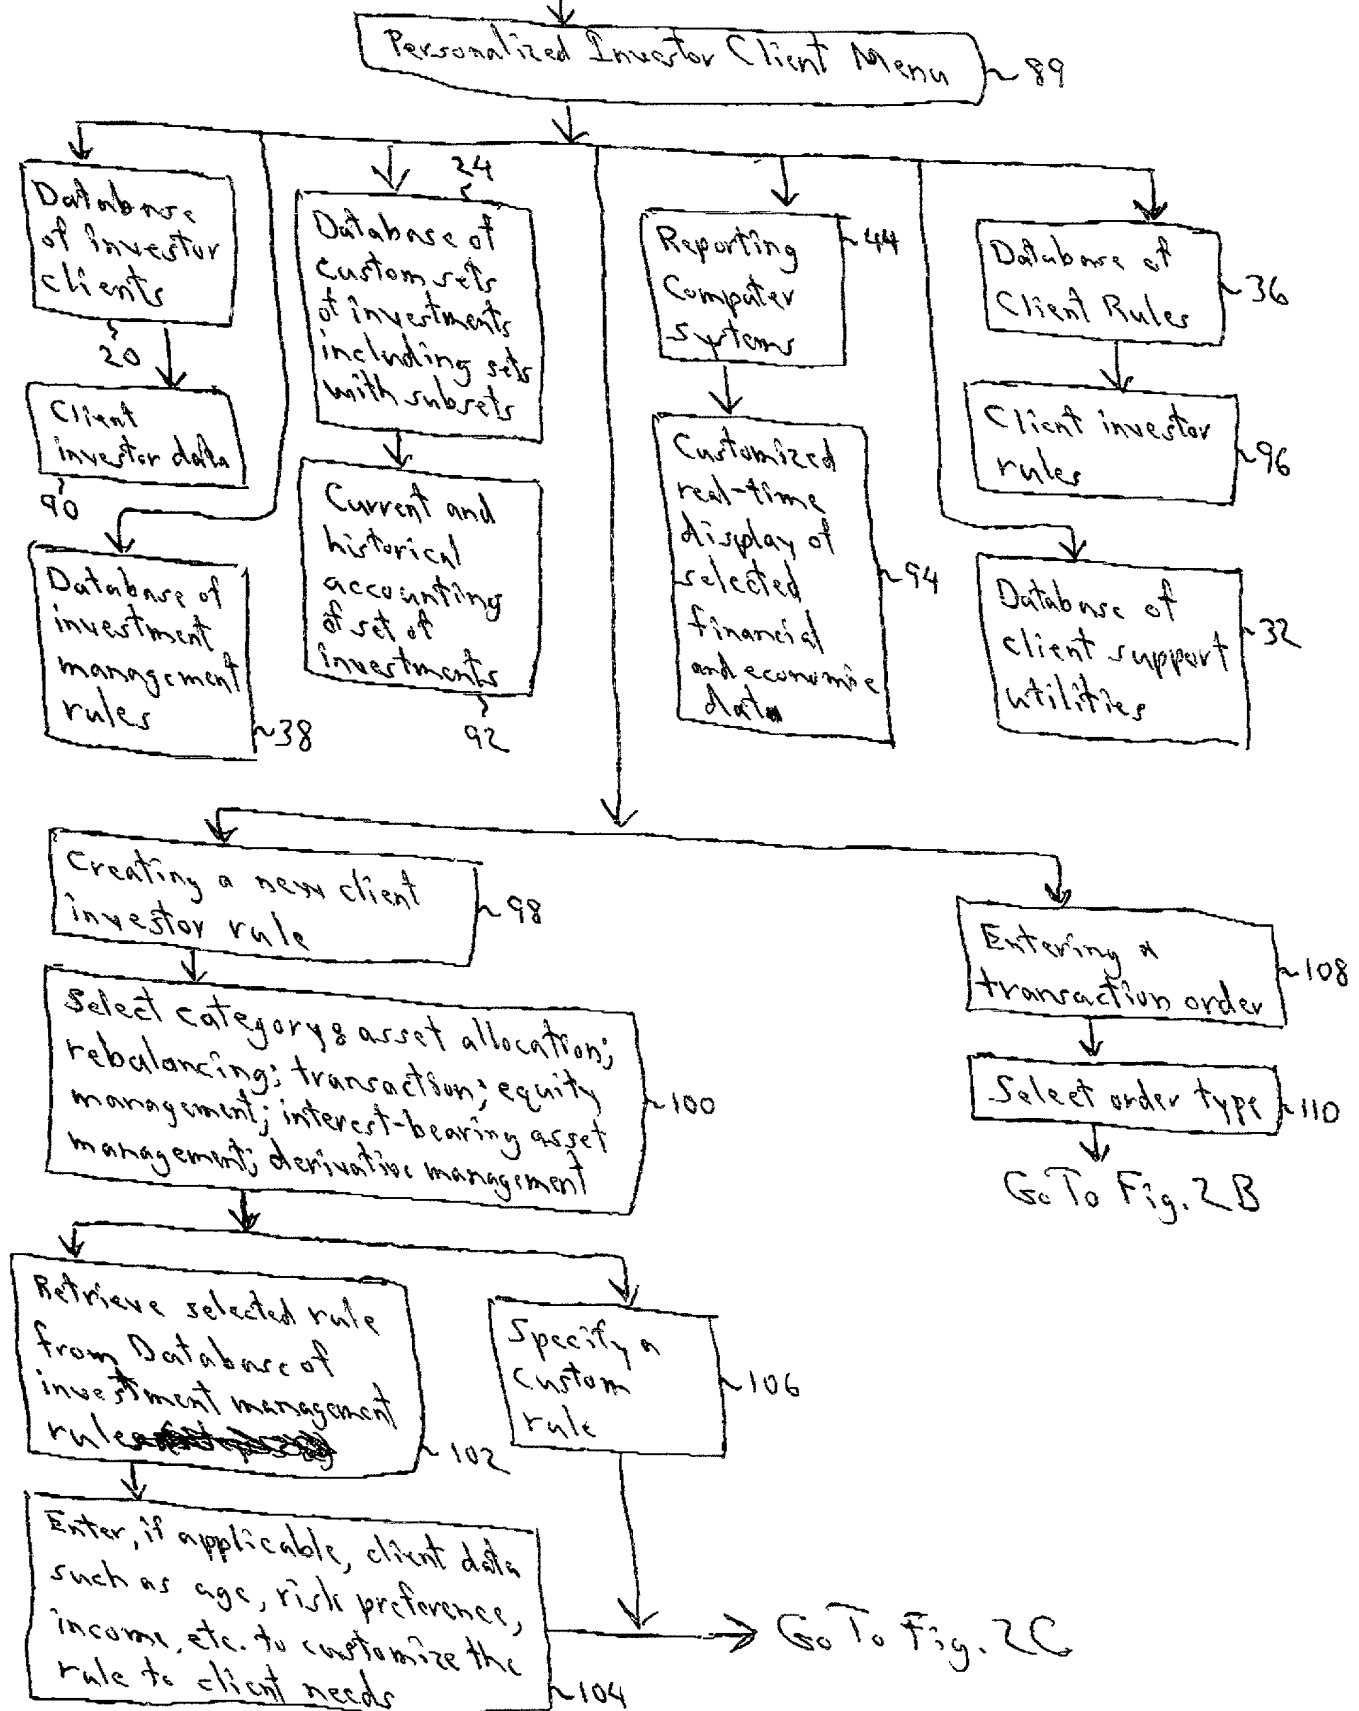 Personalized Investor Client Menu
89
Database
of investor
clients
20
Client
investor data
90
Database of
investment
management
rules
38
24
Database of
custom sets
of investments
including sets
with subsets
Current and
historical
accounting
of set of
investments
92
Reporting
Computer
systems
44
Customized
real-time
display of
selected
financial
and economic
data
94
Database of
Client Rules
36
Client investor
rules
96
Database of
client support
utilities
32
Creating a new client
investor rule
98
Select category: asset allocation;
rebalancing; transaction; equity
management; interest-bearing asset
management; derivative management
100
Retrieve selected rule
from Database of
investment management
rules
102
Enter, if applicable, client data
such as age, risk preference,
income, etc. to customize the
rule to client needs
104
Specify a
custom
rule
106
Go To Fig. 2C
Entering a
transaction order
108
Select order type
110
Go To Fig. 2B